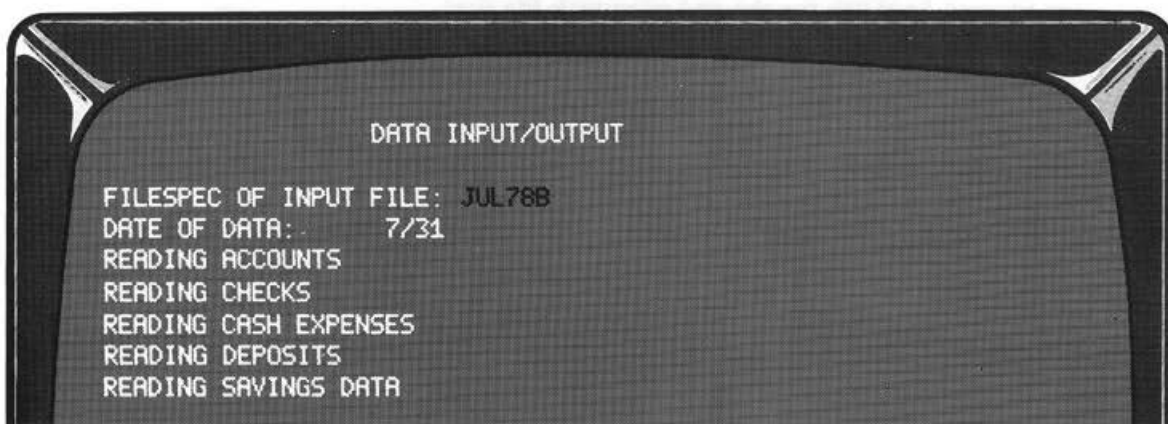 DATA INPUT/OUTPUT
FILESPEC OF INPUT FILE: JUL78B
DATE OF DATA: 7/31
READING ACCOUNTS
READING CHECKS
READING CASH EXPENSES
READING DEPOSITS
READING SAVINGS DATA